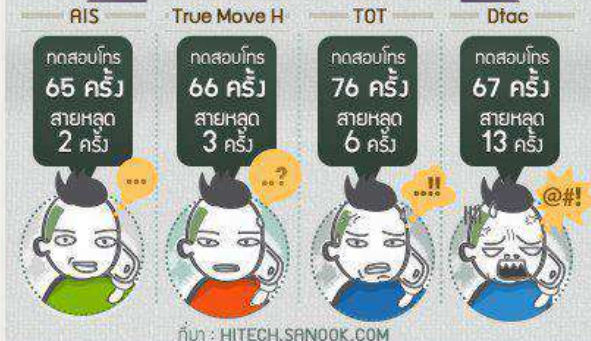 AIS
True Move H
TOT
Dtac
ทดสอบโทร
65 ครั้ง
สายหลุด
2 ครั้ง
ทดสอบโทร
66 ครั้ง
สายหลุด
3 ครั้ง
ทดสอบโทร
76 ครั้ง
สายหลุด
6 ครั้ง
ทดสอบโทร
67 ครั้ง
สายหลุด
13 ครั้ง
...
..?
..!!
@#!
ที่มา : HITECH.SANOOK.COM